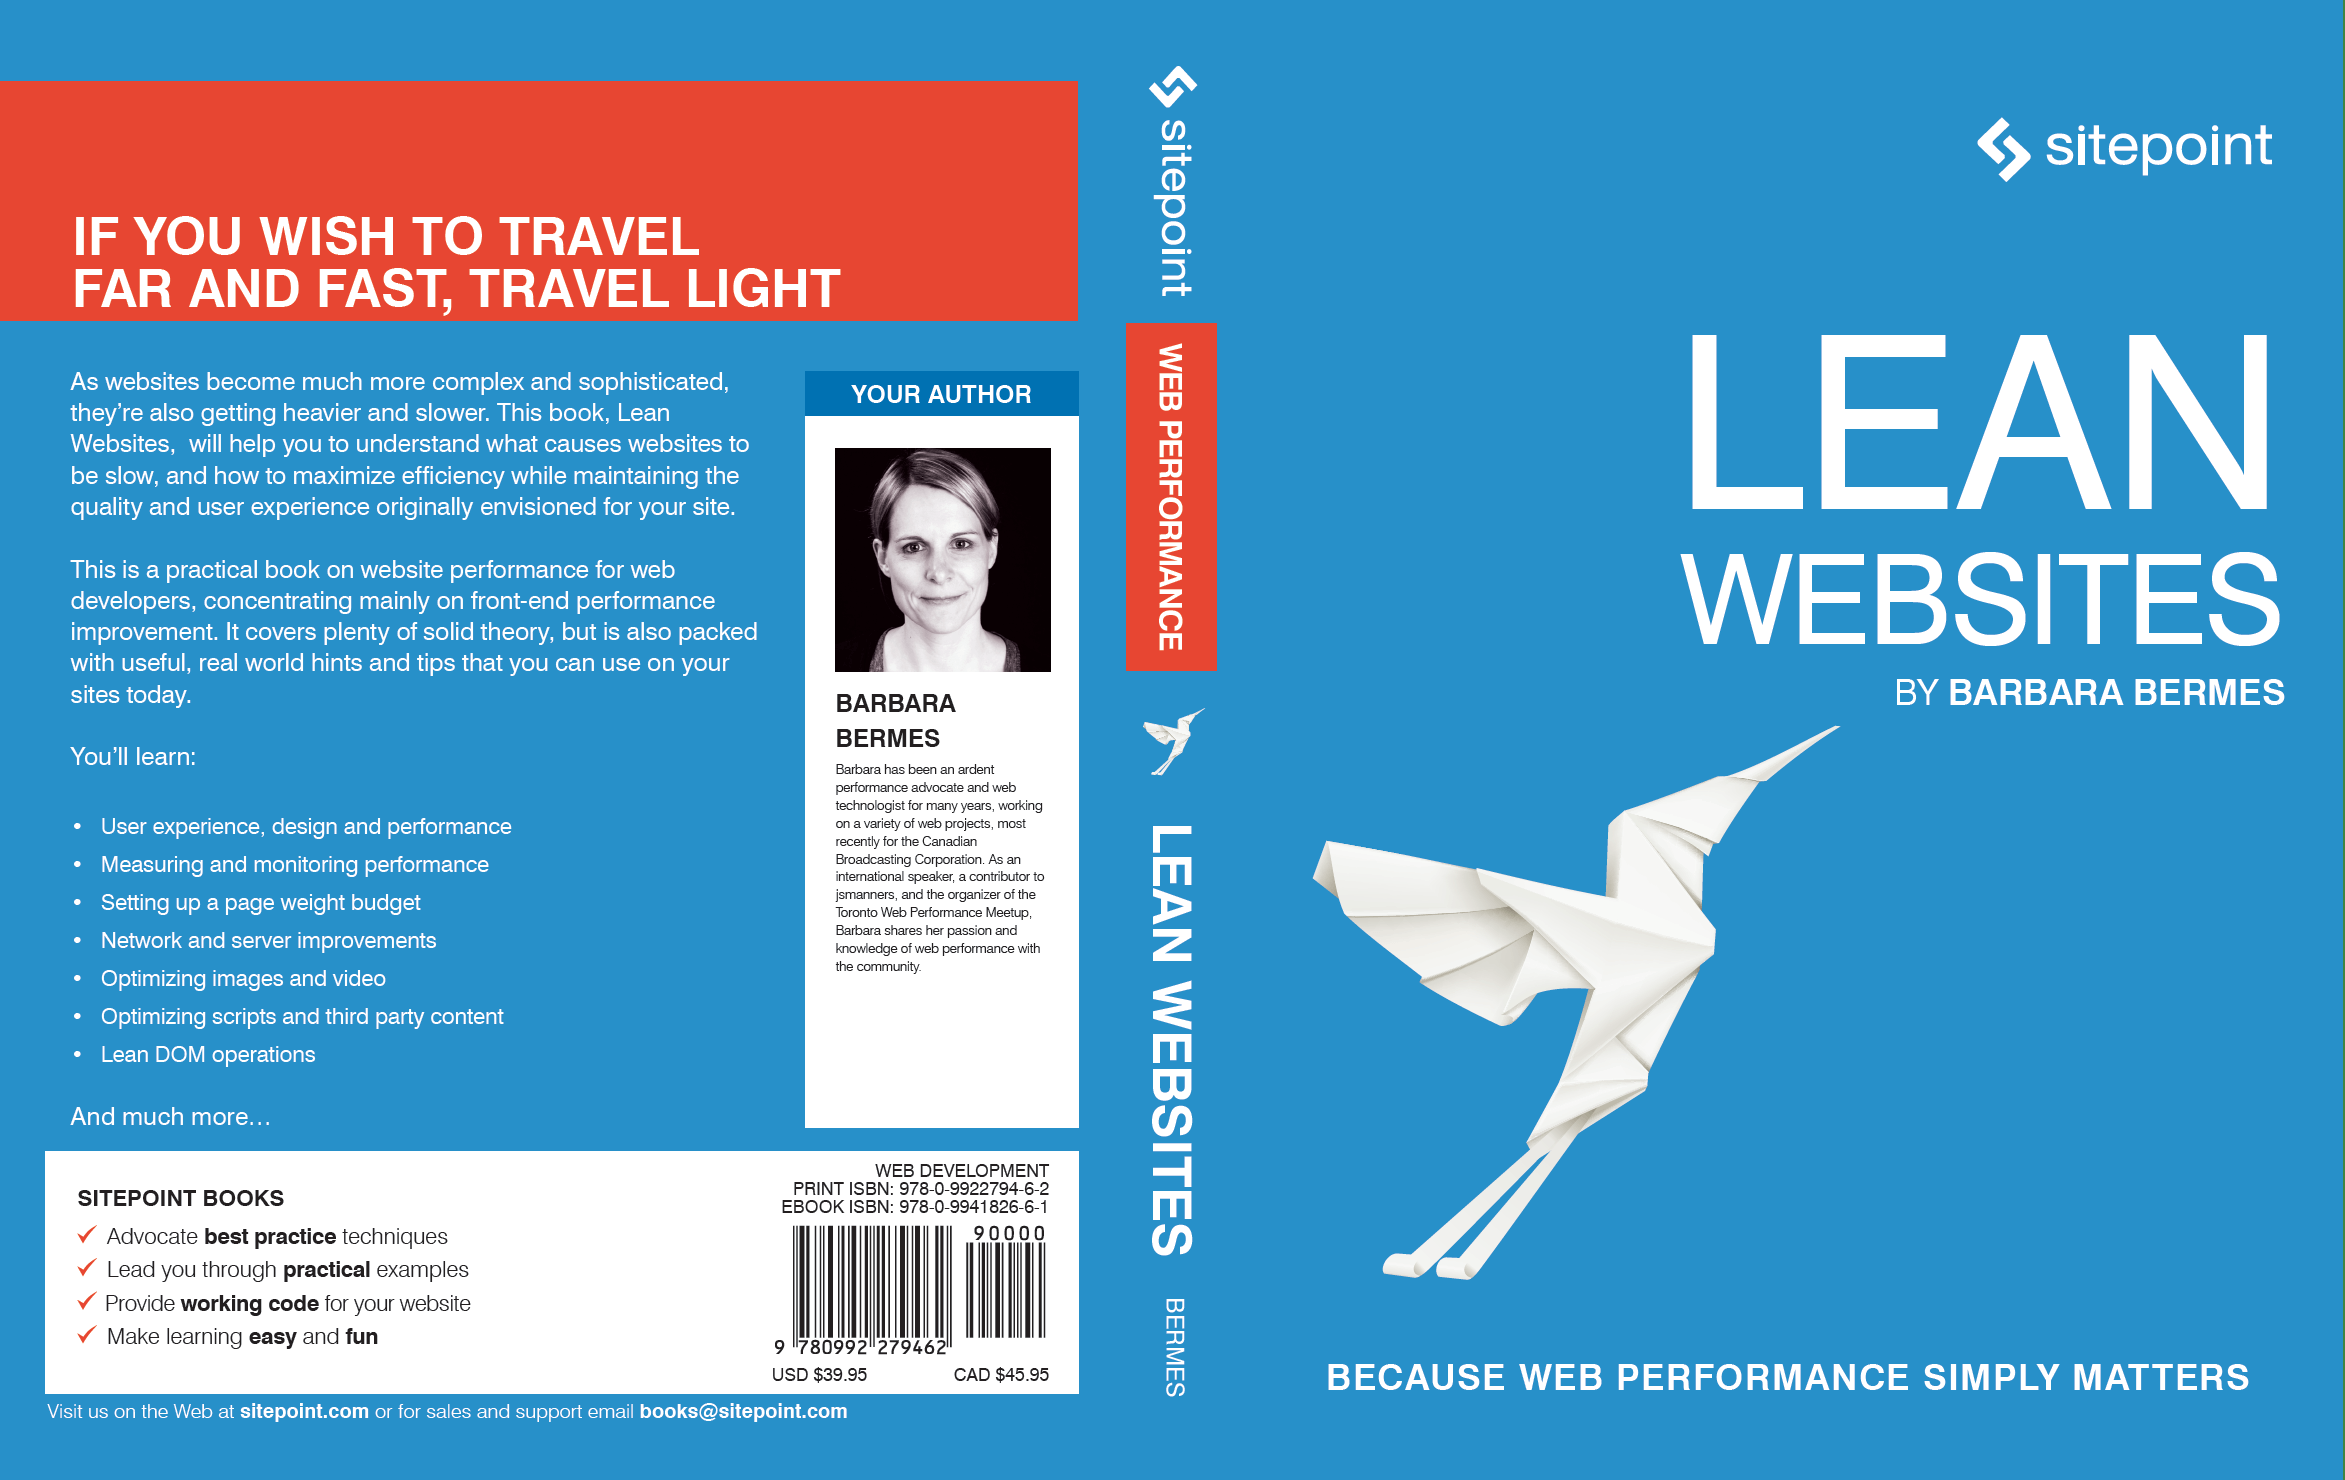 IF YOU WISH TO TRAVEL
FAR AND FAST, TRAVEL LIGHT
As websites become much more complex and sophisticated,
they're also getting heavier and slower. This book, Lean
Websites,  will help you to understand what causes websites to
be slow, and how to maximize efficiency while maintaining the
quality and user experience originally envisioned for your site.
This is a practical book on website performance for web
developers, concentrating mainly on front-end performance
improvement. It covers plenty of solid theory, but is also packed
with useful, real world hints and tips that you can use on your
sites today.
You'll learn:
• User experience, design and performance
• Measuring and monitoring performance
• Setting up a page weight budget
• Network and server improvements
• Optimizing images and video
• Optimizing scripts and third party content
• Lean DOM operations
And much more…
YOUR AUTHOR
BARBARA
BERMES
Barbara has been an ardent
performance advocate and web
technologist for many years, working
on a variety of web projects, most
recently for the Canadian
Broadcasting Corporation. As an
international speaker, a contributor to
jsmanners, and the organizer of the
Toronto Web Performance Meetup,
Barbara shares her passion and
knowledge of web performance with
the community.
SITEPOINT BOOKS
Advocate best practice techniques
Lead you through practical examples
Provide working code for your website
Make learning easy and fun
WEB DEVELOPMENT
PRINT ISBN: 978-0-9922794-6-2
EBOOK ISBN: 978-0-9941826-6-1
90000
9 780992 279462
USD $39.95 CAD $45.95
Visit us on the Web at sitepoint.com or for sales and support email books@sitepoint.com
sitepoint
WEB PERFORMANCE
LEAN WEBSITES
BERMES
sitepoint
LEAN
WEBSITES
BY BARBARA BERMES
BECAUSE WEB PERFORMANCE SIMPLY MATTERS